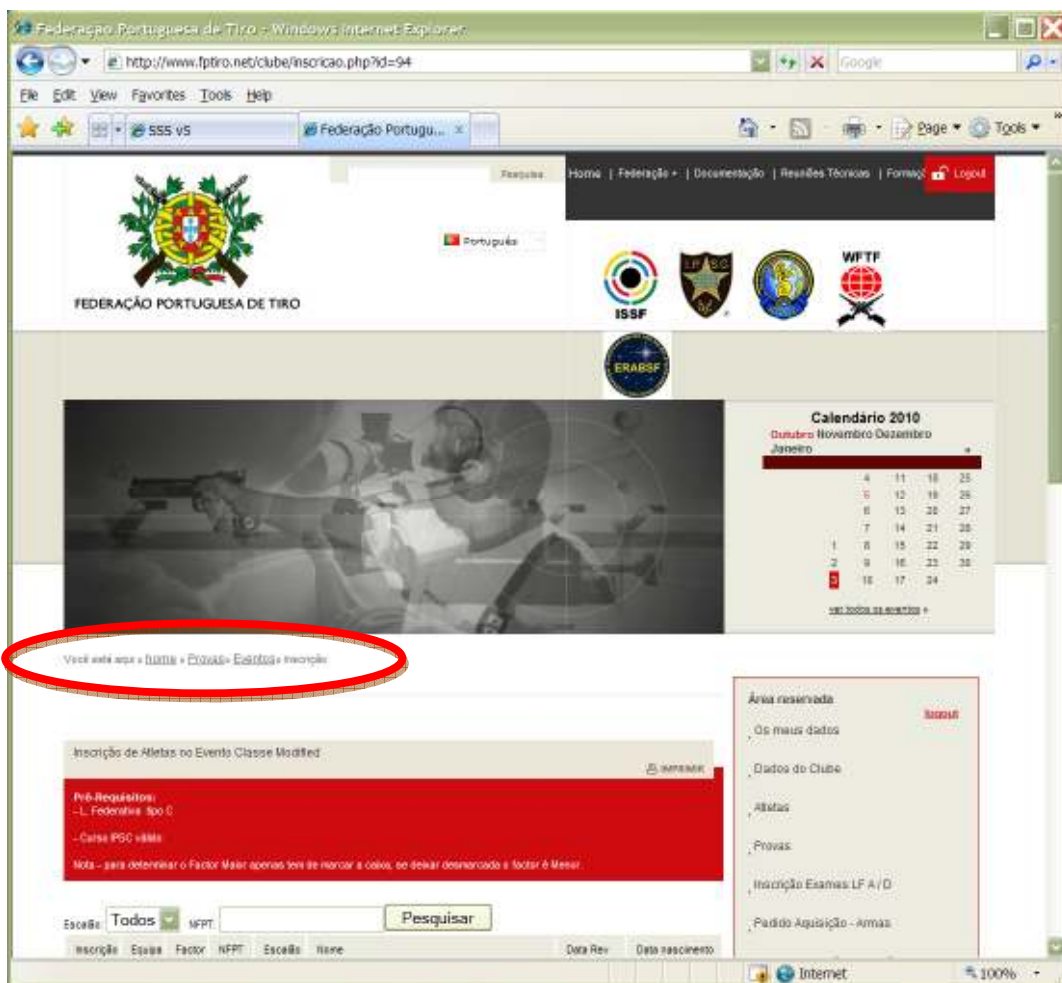 Federação Portuguesa de Tiro - Windows Internet Explorer
http://www.fptiro.net/clube/inscricao.php?id=94
Google
File Edit View Favorites Tools Help
SSS v5
Federação Portugu...
Page
Tools
Pesquisa
Home | Federação | Documentação | Reuniões Técnicas | Formaç
Logout
Português
FEDERAÇÃO PORTUGUESA DE TIRO
ISSF
IPSC
WFTF
ERABSF
Calendário 2010
Outubro Novembro Dezembro
Janeiro »
4 11 18 25
5 12 19 26
6 13 20 27
7 14 21 28
1 8 15 22 29
2 9 16 23 30
3 10 17 24
ver todos os eventos »
Você está aqui » home » Provas » Eventos » Inscrição
Área reservada
logout
Os meus dados
Dados do Clube
Atletas
Provas
Inscrição Exames LF A / D
Pedido Aquisição - Armas
Inscrição de Atletas no Evento Classe Modified
IMPRIMIR
Pré-Requisitos:
- L. Federativa tipo C
- Curso IPSC válido
Nota - para determinar o Factor Maior apenas tem de marcar a caixa, se deixar desmarcada o factor é Menor.
Escalão Todos NFPT: Pesquisar
Inscrição Equipa Factor NFPT Escalão Nome Data Rev Data nascimento
Internet
100%